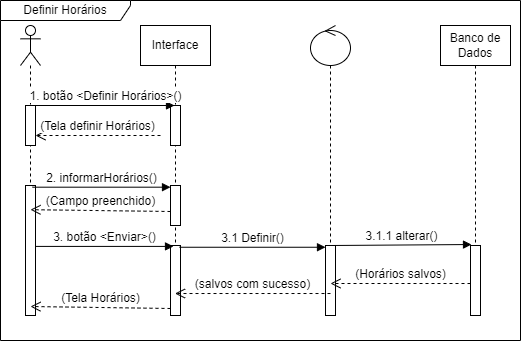 Definir Horários
Interface
Banco de
Dados
1. botão <Definir Horários>()
(Tela definir Horários)
2. informarHorários()
(Campo preenchido)
3. botão <Enviar>()
3.1 Definir()
3.1.1 alterar()
(Horários salvos)
(salvos com sucesso)
(Tela Horários)